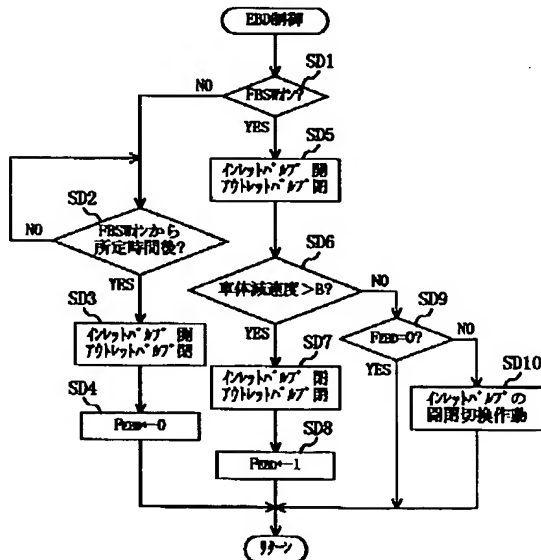 EBD制御
SD1
FBSWオン?
NO
YES
SD5
インレットバルブ 開
アウトレットバルブ 閉
SD2
FBSWオンから
所定時間後?
NO
YES
SD6
車体減速度>B?
NO
YES
SD9
FEBD=0?
NO
YES
SD3
インレットバルブ 開
アウトレットバルブ 閉
SD7
インレットバルブ 閉
アウトレットバルブ 閉
SD10
インレットバルブの
開閉切換作動
SD4
FEBD←0
SD8
FEBD←1
リターン